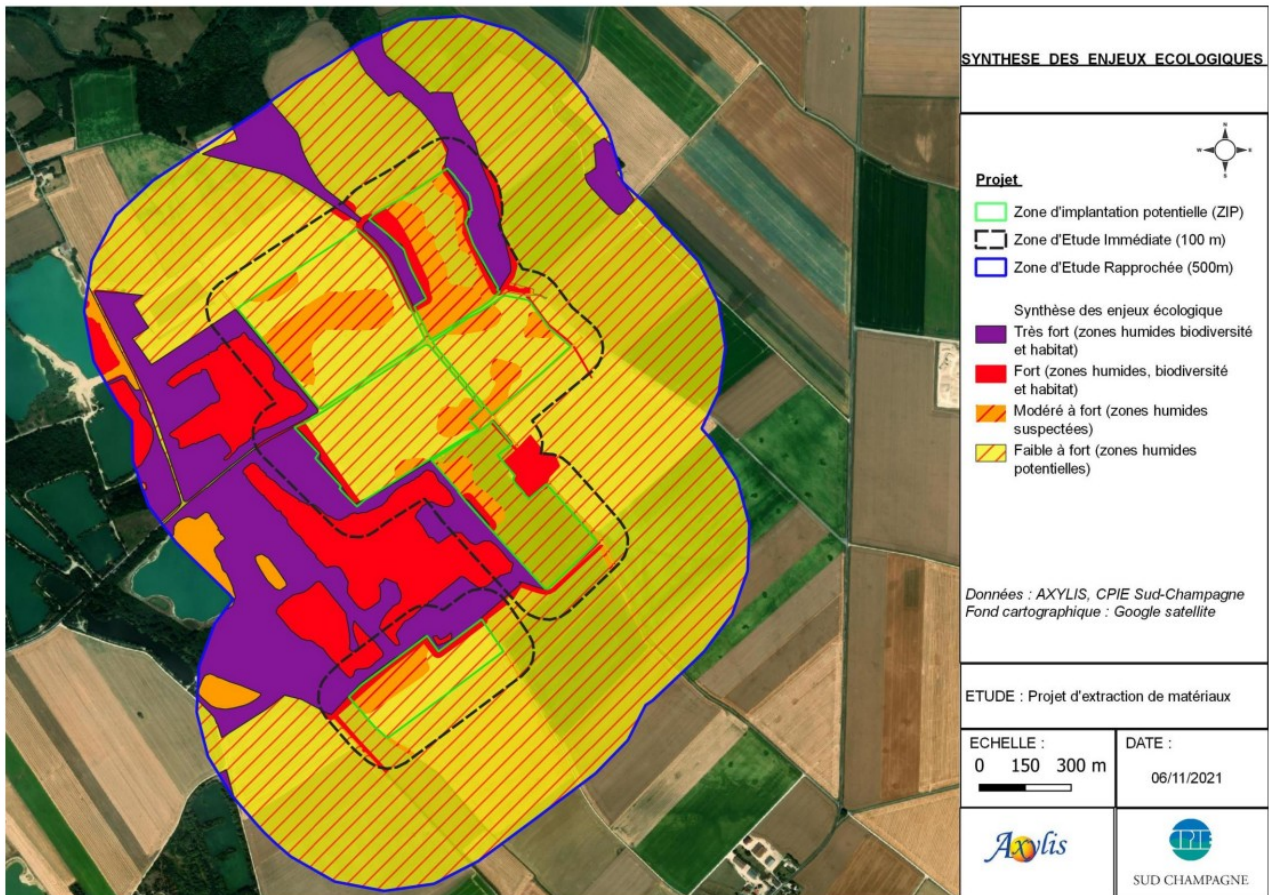 SYNTHESE DES ENJEUX ECOLOGIQUES
N
W E
S
Projet
Zone d'implantation potentielle (ZIP)
Zone d'Etude Immédiate (100 m)
Zone d'Etude Rapprochée (500m)
Synthèse des enjeux écologique
Très fort (zones humides biodiversité
et habitat)
Fort (zones humides, biodiversité
et habitat)
Modéré à fort (zones humides
suspectées)
Faible à fort (zones humides
potentielles)
Données : AXYLIS, CPIE Sud-Champagne
Fond cartographique : Google satellite
ETUDE : Projet d'extraction de matériaux
ECHELLE :
0 150 300 m
DATE :
06/11/2021
Axylis
CPIE
SUD CHAMPAGNE